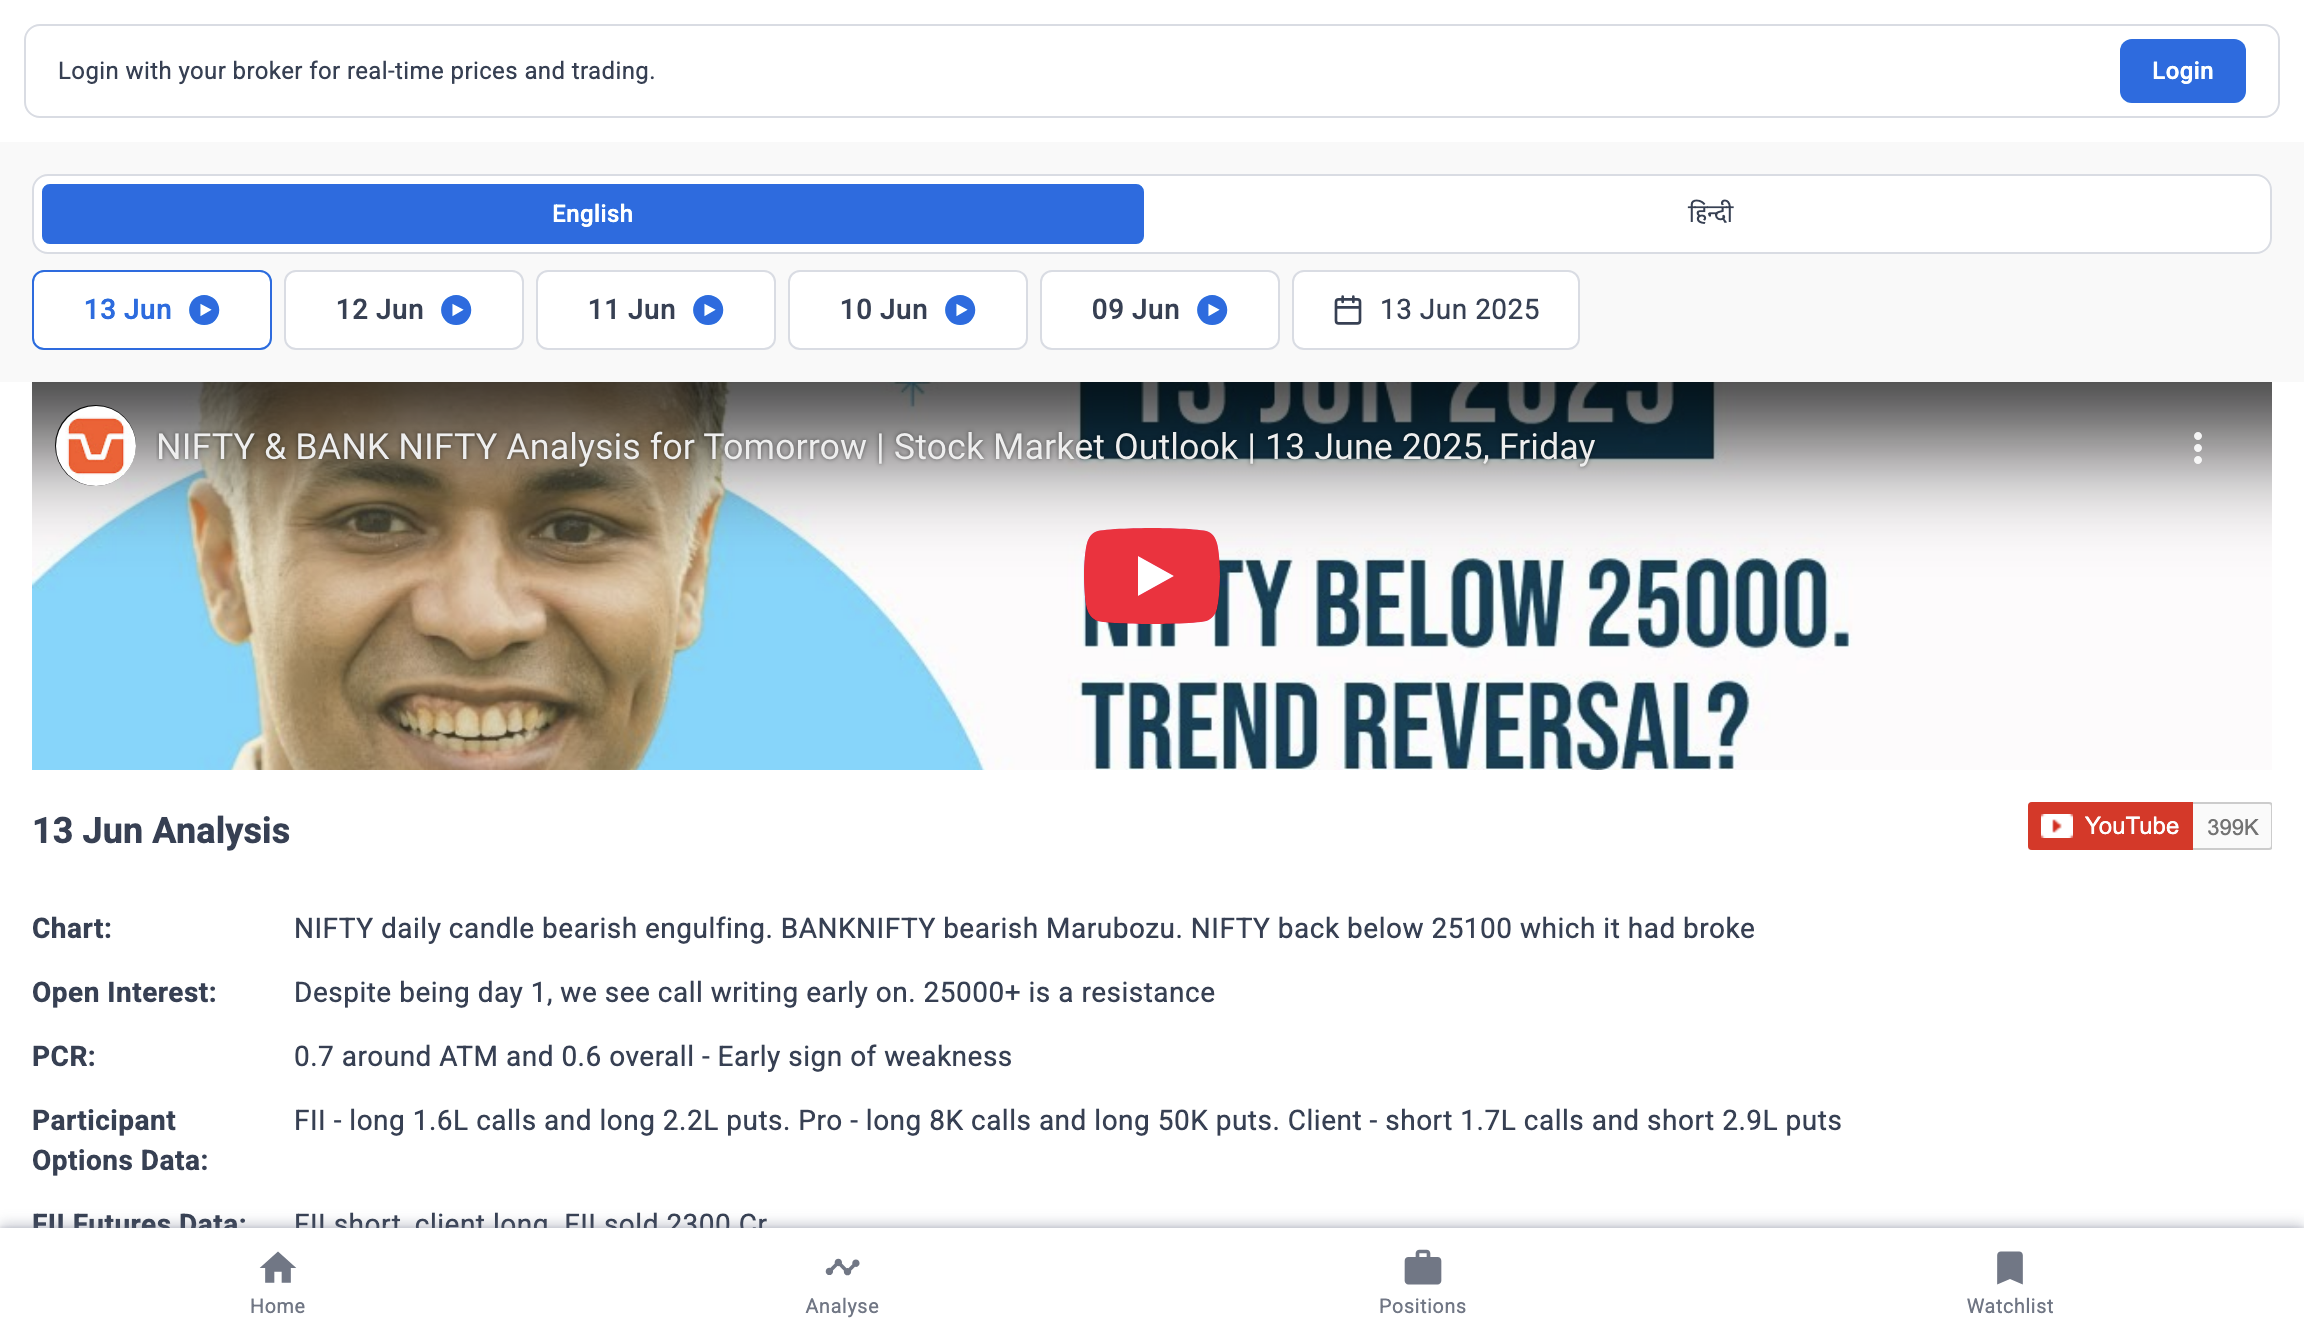 Login with your broker for real-time prices and trading.
Login
English
हिन्दी
13 Jun
12 Jun
11 Jun
10 Jun
09 Jun
13 Jun 2025
13 JUN 2025
NIFTY & BANK NIFTY Analysis for Tomorrow | Stock Market Outlook | 13 June 2025, Friday
NIFTY BELOW 25000.
TREND REVERSAL?
13 Jun Analysis
YouTube
399K
Chart:
NIFTY daily candle bearish engulfing. BANKNIFTY bearish Marubozu. NIFTY back below 25100 which it had broke
Open Interest:
Despite being day 1, we see call writing early on. 25000+ is a resistance
PCR:
0.7 around ATM and 0.6 overall - Early sign of weakness
Participant
Options Data:
FII - long 1.6L calls and long 2.2L puts. Pro - long 8K calls and long 50K puts. Client - short 1.7L calls and short 2.9L puts
FII Futures Data:
FII short, client long. FII sold 2300 Cr
Home
Analyse
Positions
Watchlist